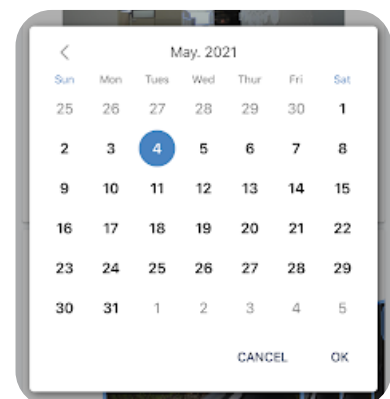 May. 2021
Sun Mon Tues Wed Thur Fri Sat
25 26 27 28 29 30 1
2 3 4 5 6 7 8
9 10 11 12 13 14 15
16 17 18 19 20 21 22
23 24 25 26 27 28 29
30 31 1 2 3 4 5
CANCEL OK